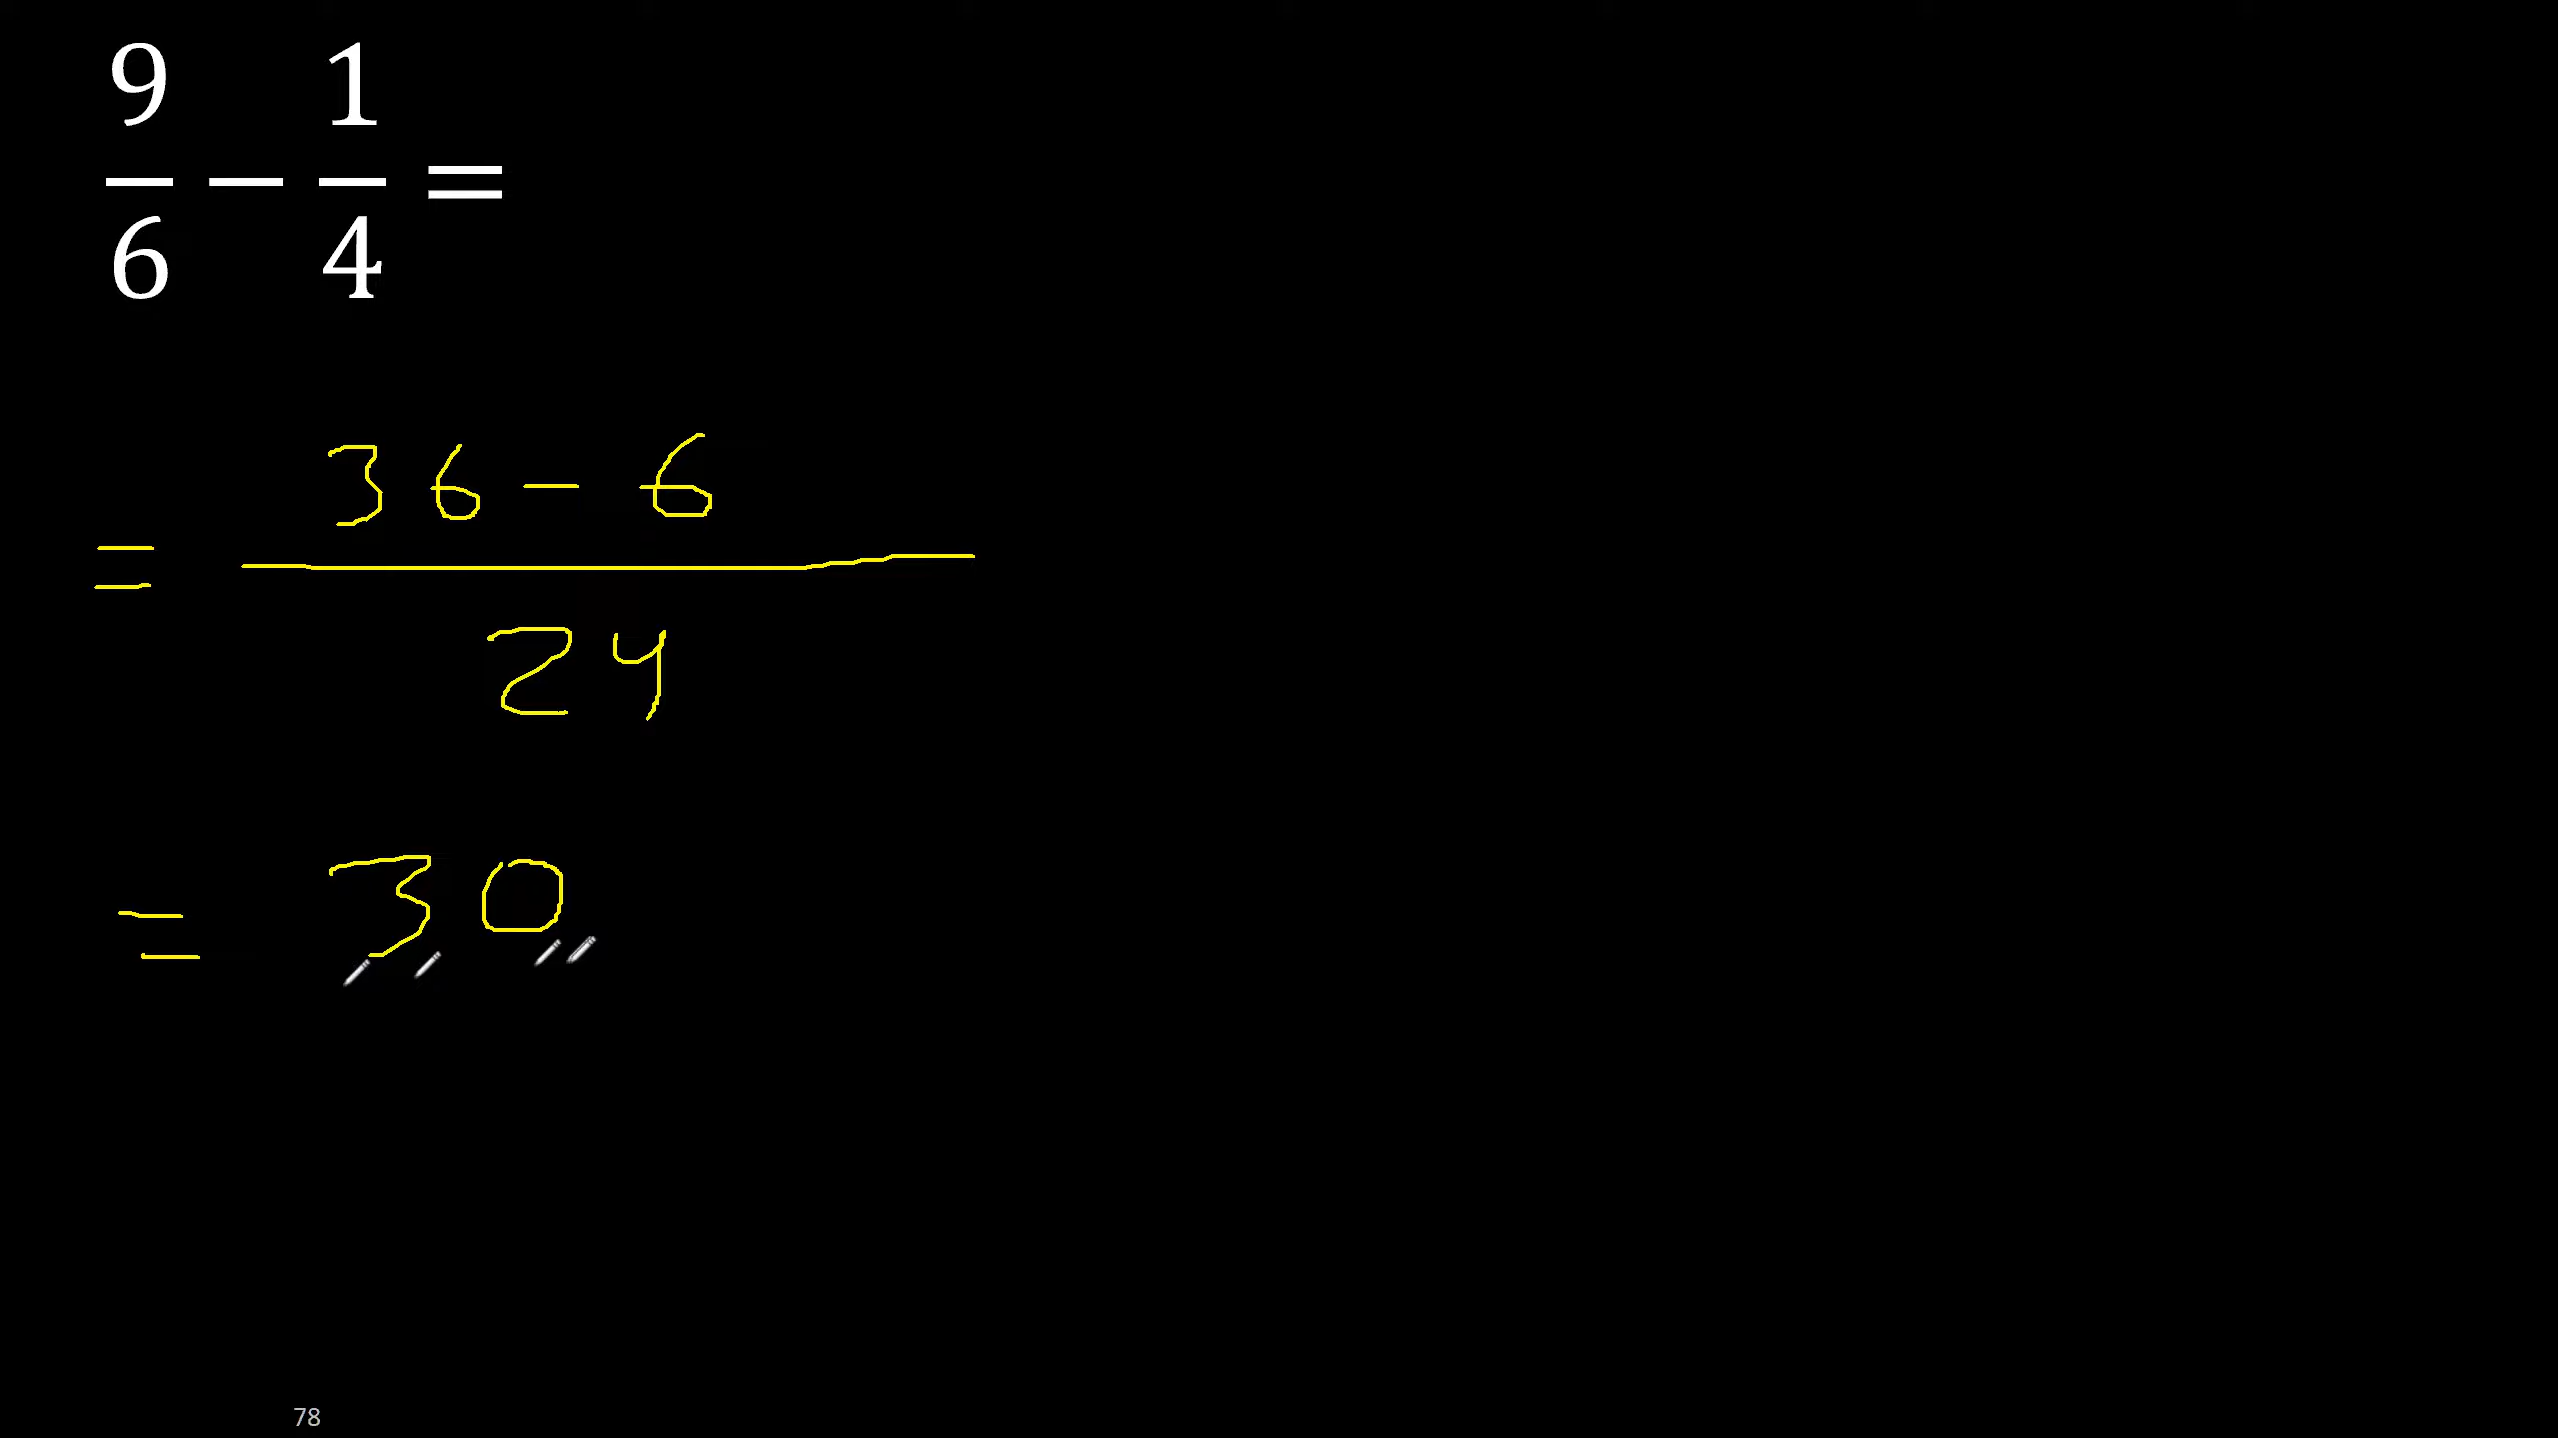 9/6 − 1/4 =
= (36 − 6)/24
= 30
78